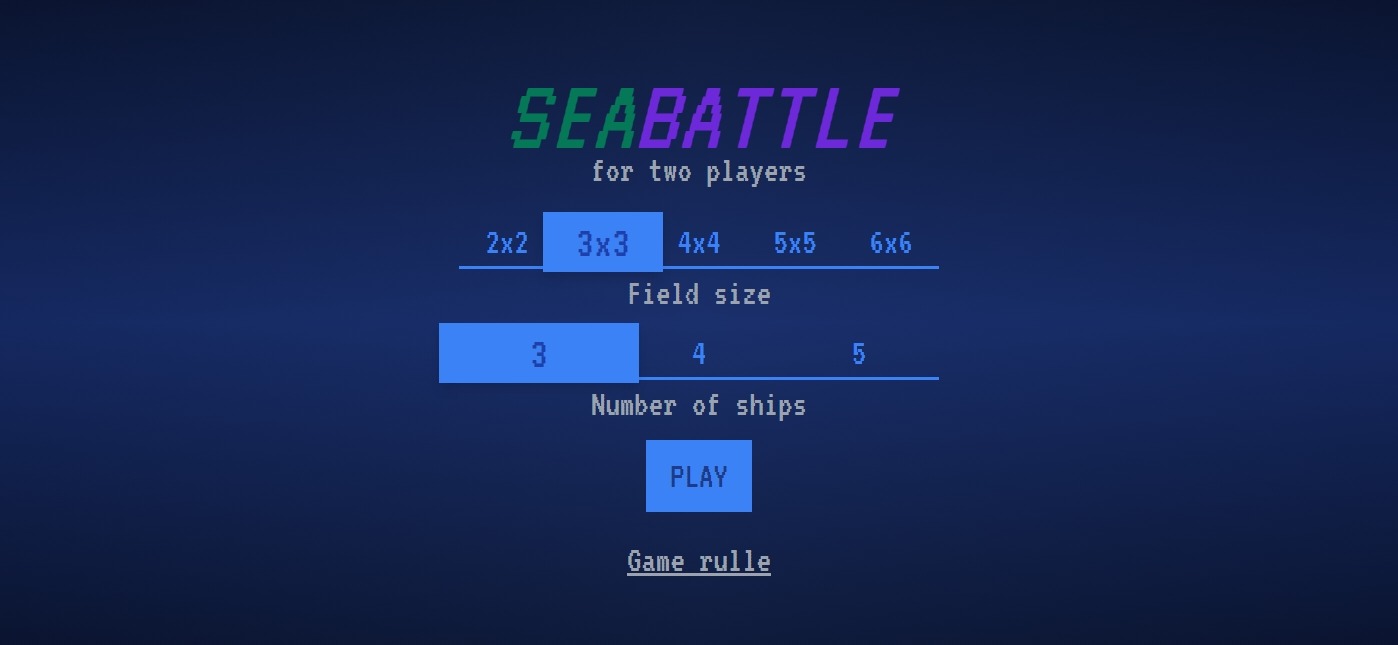 SEABATTLE
for two players
2x2 3x3 4x4 5x5 6x6
Field size
3 4 5
Number of ships
PLAY
Game rulle